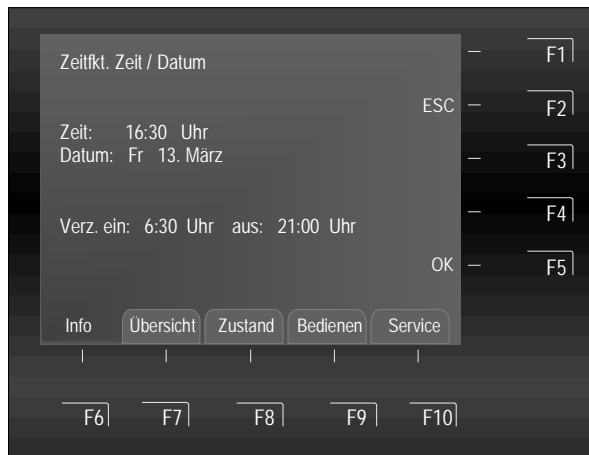 Zeitfkt. Zeit / Datum
F1
ESC
F2
Zeit: 16:30 Uhr
Datum: Fr 13. März
F3
Verz. ein: 6:30 Uhr aus: 21:00 Uhr
F4
OK
F5
Info Übersicht Zustand Bedienen Service
F6 F7 F8 F9 F10